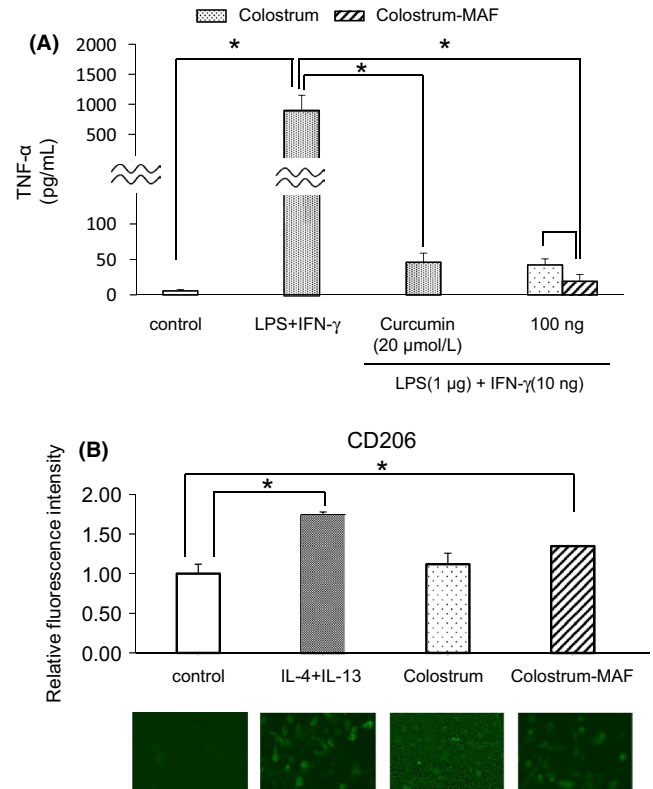 Colostrum Colostrum-MAF
(A)
2000
1500
1000
500
100
50
0
TNF-α
(pg/mL)
* * *
control LPS+IFN-γ Curcumin
(20 μmol/L) 100 ng
LPS(1 μg) + IFN-γ(10 ng)
(B)
CD206
Relative fluorescence intensity
2.00
1.50
1.00
0.50
0.00
* *
control IL-4+IL-13 Colostrum Colostrum-MAF